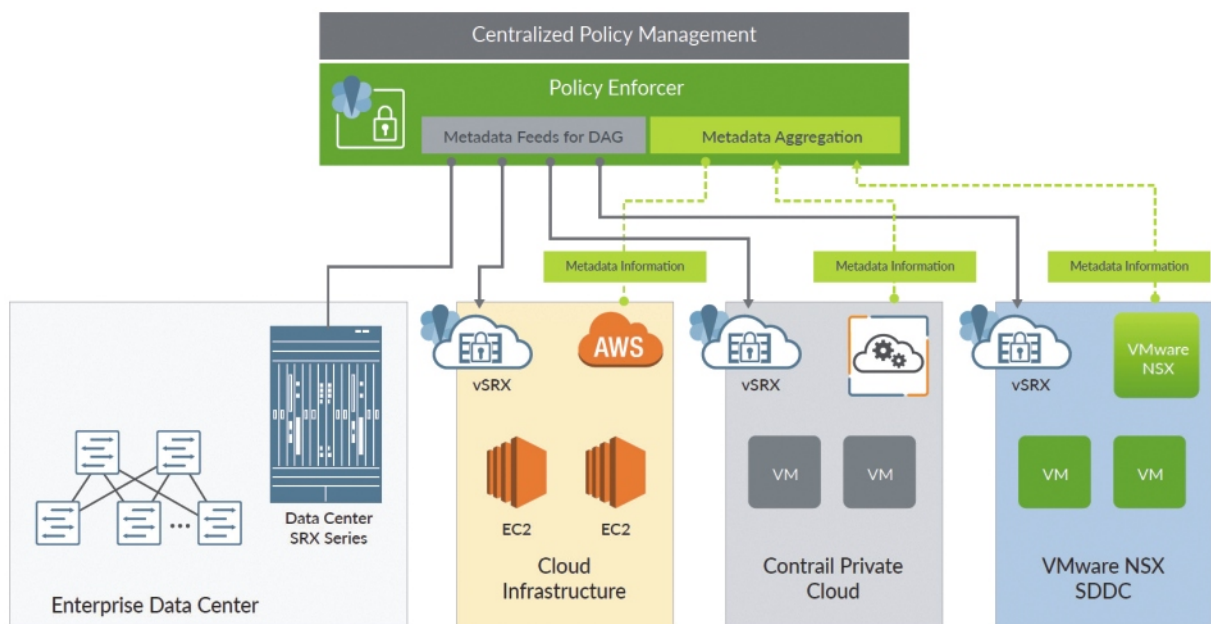 Centralized Policy Management
Policy Enforcer
Metadata Feeds for DAG
Metadata Aggregation
Metadata Information
Metadata Information
Metadata Information
vSRX
AWS
vSRX
vSRX
VMware
NSX
EC2
EC2
VM
VM
VM
VM
Data Center
SRX Series
Enterprise Data Center
Cloud
Infrastructure
Contrail Private
Cloud
VMware NSX
SDDC